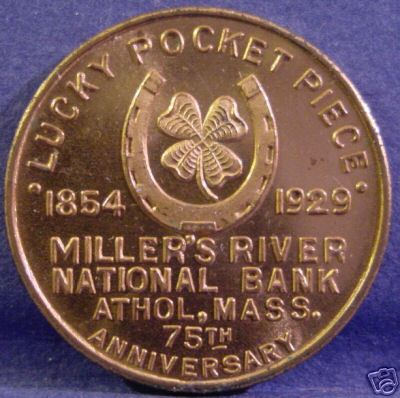 LUCKY POCKET PIECE
1854 1929
MILLER'S RIVER
NATIONAL BANK
ATHOL, MASS.
75TH
ANNIVERSARY